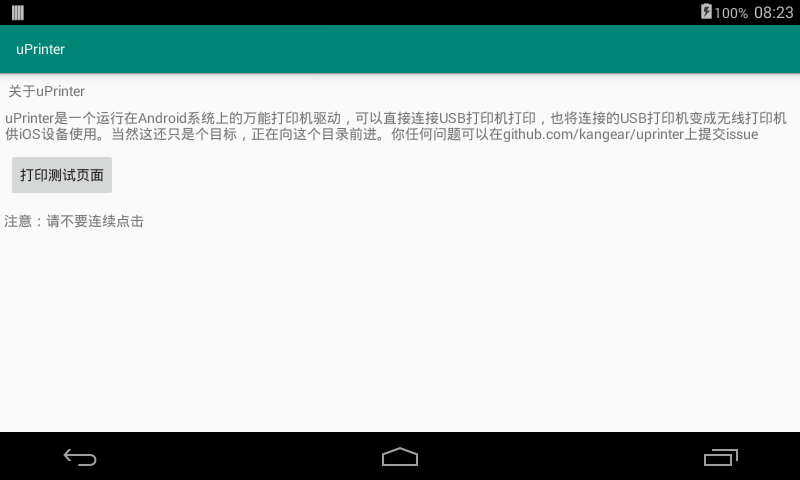 100% 08:23
uPrinter
关于uPrinter
uPrinter是一个运行在Android系统上的万能打印机驱动，可以直接连接USB打印机打印，也将连接的USB打印机变成无线打印机
供iOS设备使用。当然这还只是个目标，正在向这个目录前进。你任何问题可以在github.com/kangear/uprinter上提交issue
打印测试页面
注意：请不要连续点击